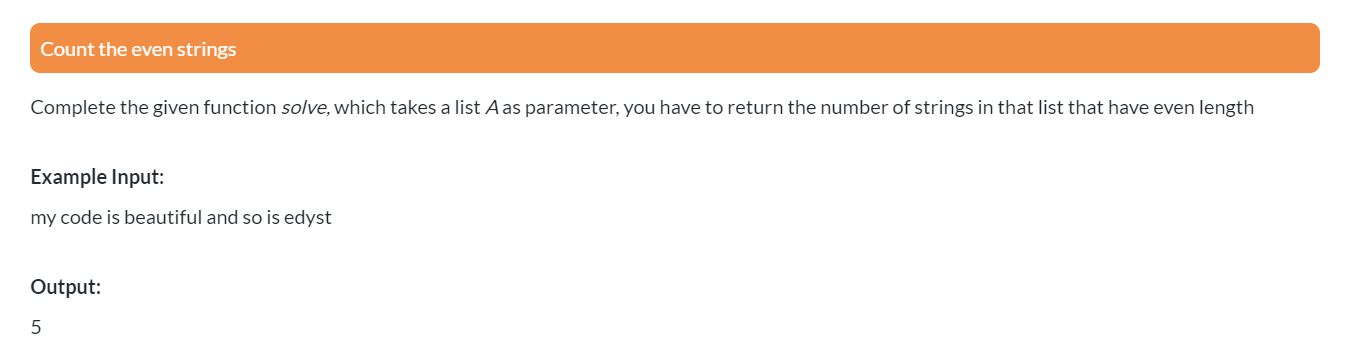 Count the even strings
Complete the given function solve, which takes a list A as parameter, you have to return the number of strings in that list that have even length
Example Input:
my code is beautiful and so is edyst
Output:
5